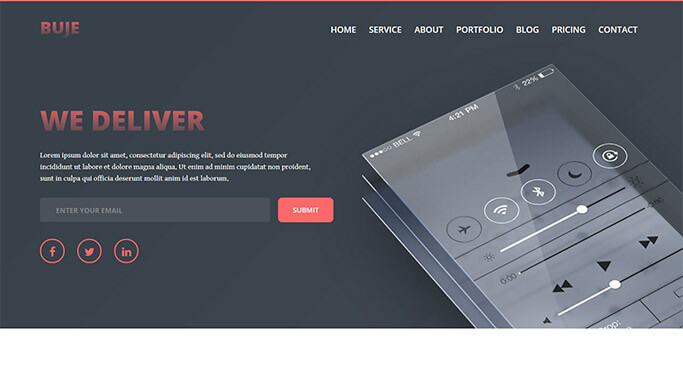 BUJE
HOME SERVICE ABOUT PORTFOLIO BLOG PRICING CONTACT
WE DELIVER
Lorem ipsum dolor sit amet, consectetur adipiscing elit, sed do eiusmod tempor
incididunt ut labore et dolore magna aliqua. Ut enim ad minim cupidatat non proident,
sunt in culpa qui officia deserunt mollit anim id est laborum.
ENTER YOUR EMAIL
SUBMIT
f
in
BELL
4:21 PM
22%
0:00